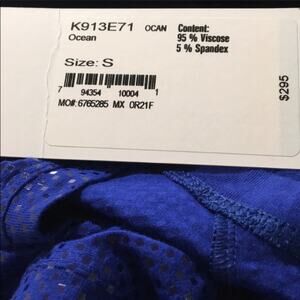 K913E71 OCAN
Ocean
Content:
95 % Viscose
5 % Spandex
Size: S
7 94354 10004 1
MO#: 6765285 MX 0R21F
$295